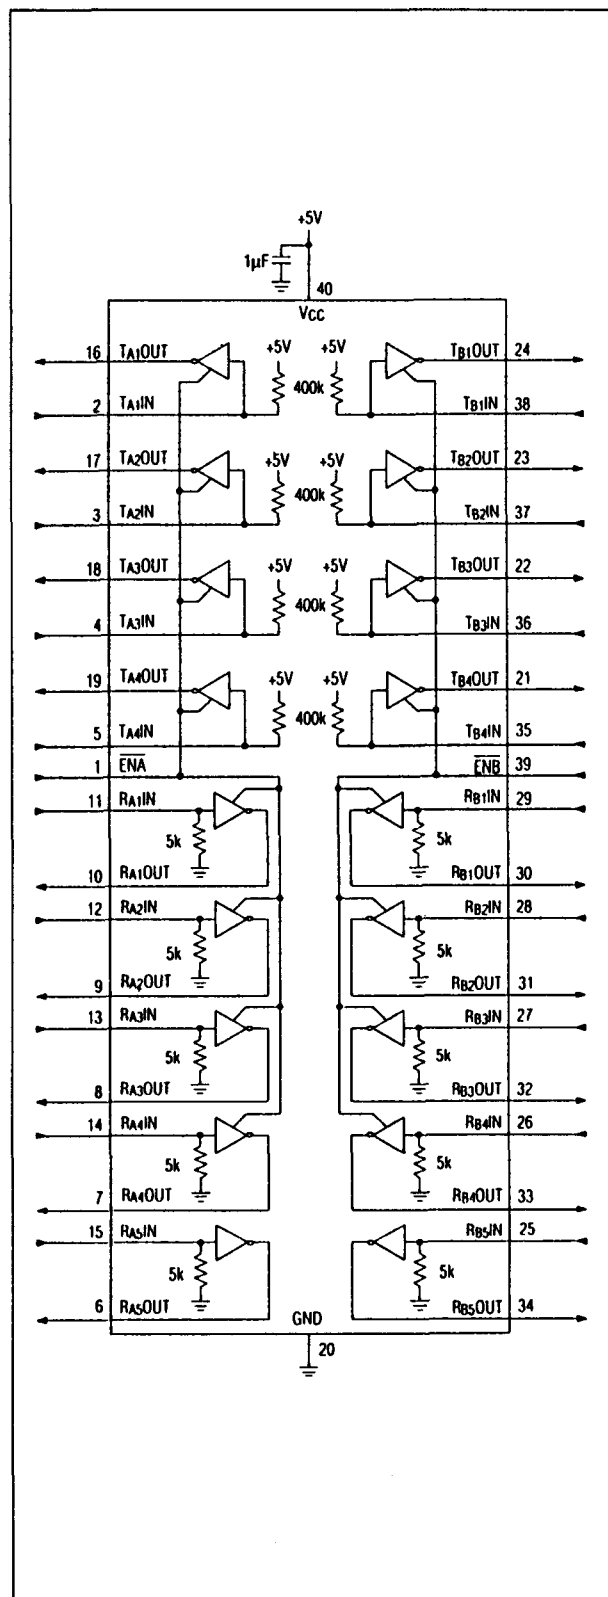 +5V
1µF
40
VCC
16 TA1OUT +5V +5V TB1OUT 24
400k
2 TA1IN TB1IN 38
17 TA2OUT +5V +5V TB2OUT 23
400k
3 TA2IN TB2IN 37
18 TA3OUT +5V +5V TB3OUT 22
400k
4 TA3IN TB3IN 36
19 TA4OUT +5V +5V TB4OUT 21
400k
5 TA4IN TB4IN 35
1 ENA ENB 39
11 RA1IN RB1IN 29
5k 5k
10 RA1OUT RB1OUT 30
12 RA2IN RB2IN 28
5k 5k
9 RA2OUT RB2OUT 31
13 RA3IN RB3IN 27
5k 5k
8 RA3OUT RB3OUT 32
14 RA4IN RB4IN 26
5k 5k
7 RA4OUT RB4OUT 33
15 RA5IN RB5IN 25
5k 5k
6 RA5OUT RB5OUT 34
GND
20